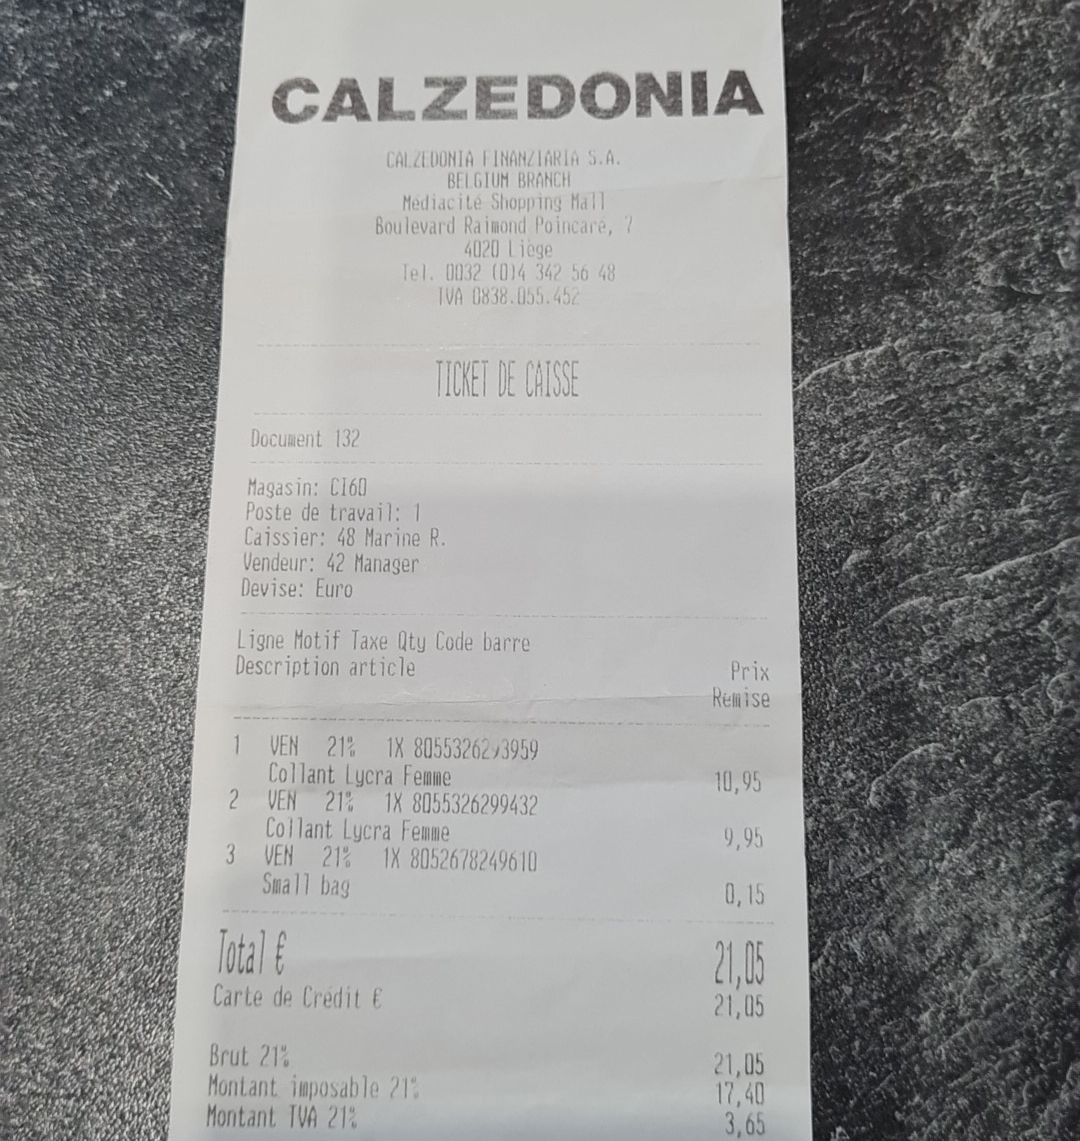 CALZEDONIA
CALZEDONIA FINANZIARIA S.A.
BELGIUM BRANCH
Médiacité Shopping Mall
Boulevard Raimond Poincaré, 7
4020 Liège
Tel. 0032 (0)4 342 56 48
IVA 0838.055.452
TICKET DE CAISSE
Document 132
Magasin: CI60
Poste de travail: 1
Caissier: 48 Marine R.
Vendeur: 42 Manager
Devise: Euro
Ligne Motif Taxe Qty Code barre
Description article Prix
Remise
1 VEN 21% 1X
Collant Lycra Femme 10,95
2 VEN 21% 1X 8055326299432
Collant Lycra Femme 9,95
3 VEN 21% 1X 8052678249610
Small bag 0,15
Total € 21,05
Carte de Crédit € 21,05
Brut 21% 21,05
Montant imposable 21% 17,40
Montant IVA 21% 3,65